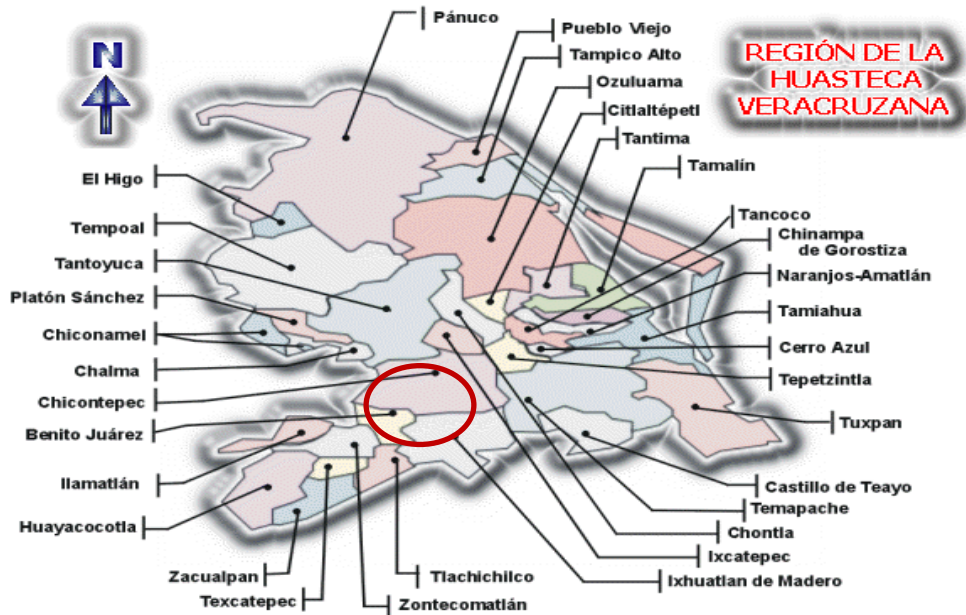 N
REGIÓN DE LA
HUASTECA
VERACRUZANA
Pánuco
Pueblo Viejo
Tampico Alto
Ozuluama
Citlaltépetl
Tantima
Tamalín
Tancoco
Chinampa
de Gorostiza
Naranjos-Amatlán
Tamiahua
Cerro Azul
Tepetzintla
Tuxpan
Castillo de Teayo
Temapache
Chontla
Ixcatepec
Ixhuatlan de Madero
El Higo
Tempoal
Tantoyuca
Platón Sánchez
Chiconamel
Chalma
Chicontepec
Benito Juárez
Ilamatlán
Huayacocotla
Zacualpan
Texcatepec
Zontecomatlán
Tlachichilco